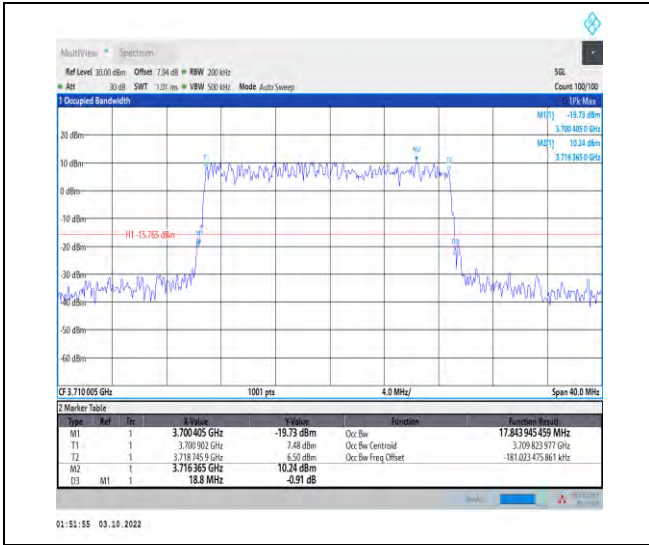 MultiView Spectrum
Ref Level 30.00 dBm Offset 7.94 dB RBW 200 kHz SGL
Att 30 dB SWT 1.01 ms VBW 500 kHz Mode Auto Sweep Count 100/100
1 Occupied Bandwidth 1Pk Max
M1[1] -19.73 dBm
3.700 405 0 GHz
M2[1] 10.24 dBm
3.716 365 0 GHz
20 dBm
10 dBm
0 dBm
-10 dBm
-20 dBm
-30 dBm
-40 dBm
-50 dBm
-60 dBm
H1 -15.763 dBm
T1
M2
T2
M1
D3
CF 3.710 005 GHz 1001 pts 4.0 MHz/ Span 40.0 MHz
2 Marker Table
Type Ref Trc X-Value Y-Value Function Function Result
M1 1 3.700 405 GHz -19.73 dBm Occ Bw 17.843 945 459 MHz
T1 1 3.700 902 GHz 7.48 dBm Occ Bw Centroid 3.709 823 977 GHz
T2 1 3.718 745 9 GHz 6.50 dBm Occ Bw Freq Offset -181.023 475 861 kHz
M2 1 3.716 365 GHz 10.24 dBm
D3 M1 1 18.8 MHz -0.91 dB
01:51:55 03.10.2022